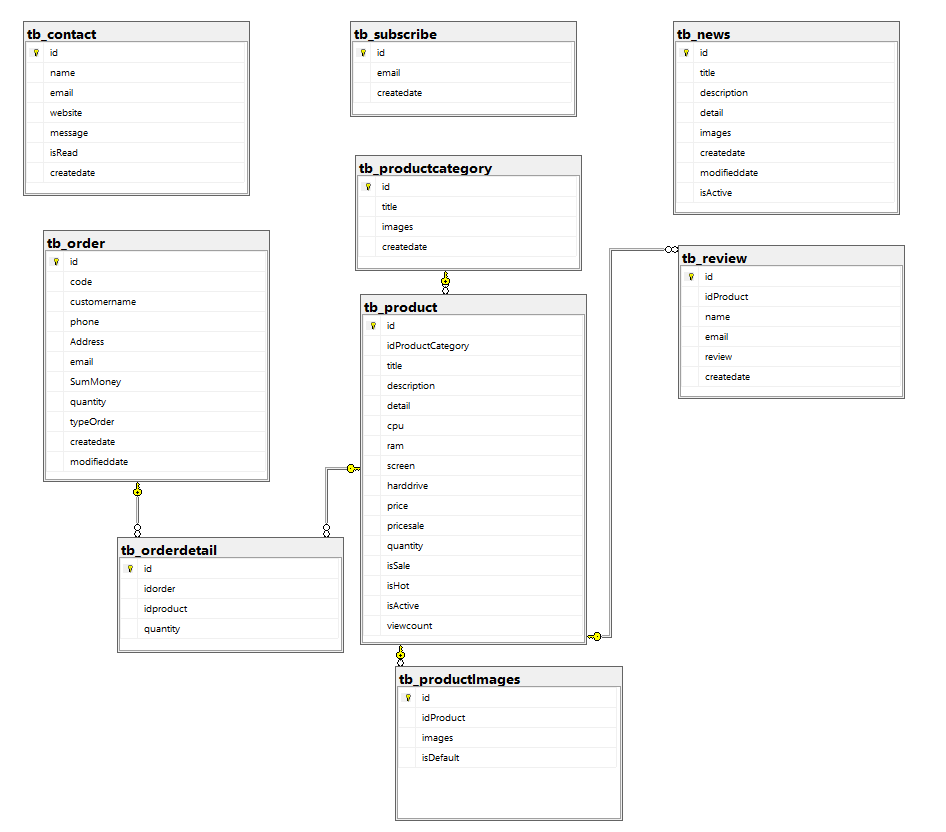 tb_contact
id
name
email
website
message
isRead
createdate
tb_subscribe
id
email
createdate
tb_news
id
title
description
detail
images
createdate
modifieddate
isActive
tb_productcategory
id
title
images
createdate
tb_order
id
code
customername
phone
Address
email
SumMoney
quantity
typeOrder
createdate
modifieddate
tb_product
id
idProductCategory
title
description
detail
cpu
ram
screen
harddrive
price
pricesale
quantity
isSale
isHot
isActive
viewcount
tb_review
id
idProduct
name
email
review
createdate
tb_orderdetail
id
idorder
idproduct
quantity
tb_productImages
id
idProduct
images
isDefault